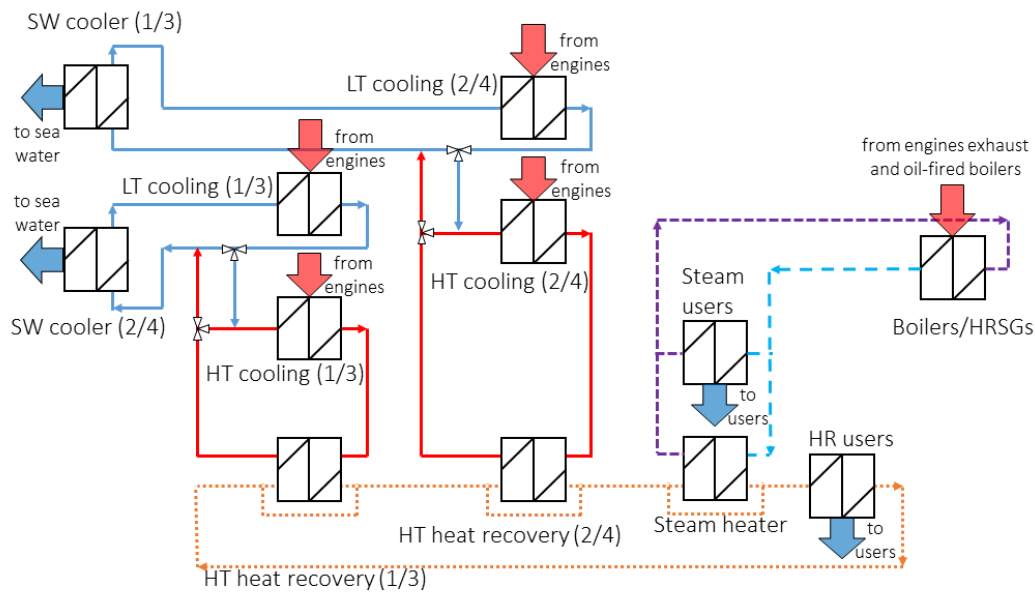 SW cooler (1/3)
from
engines
LT cooling (2/4)
to sea
water
from
engines
from
engines
from engines exhaust
and oil-fired boilers
LT cooling (1/3)
to sea
water
from
engines
HT cooling (2/4)
Steam
users
SW cooler (2/4)
Boilers/HRSGs
HT cooling (1/3)
to
users
HR users
Steam heater
HT heat recovery (2/4)
to
users
HT heat recovery (1/3)